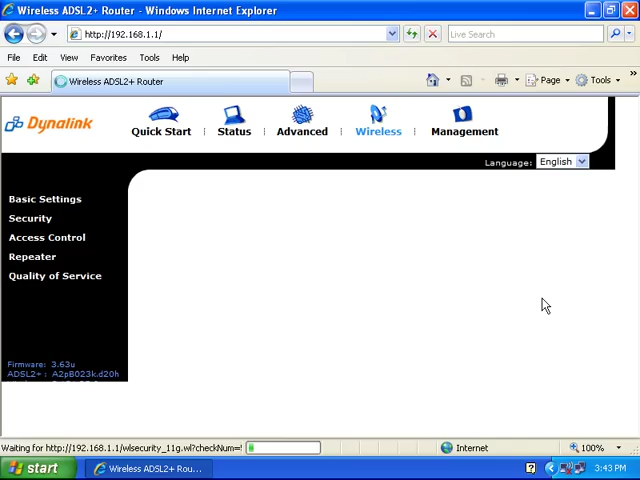 Wireless ADSL2+ Router - Windows Internet Explorer
http://192.168.1.1/
Live Search
File Edit View Favorites Tools Help
Wireless ADSL2+ Router
Page Tools
Dynalink
Quick Start Status Advanced Wireless Management
Language: English
Basic Settings
Security
Access Control
Repeater
Quality of Service
Firmware: 3.63u
ADSL2+ : A2pB023k.d20h
Waiting for http://192.168.1.1/wlsecurity_11g.wl?checkNum=!
Internet
100%
start
Wireless ADSL2+ Rou...
3:43 PM